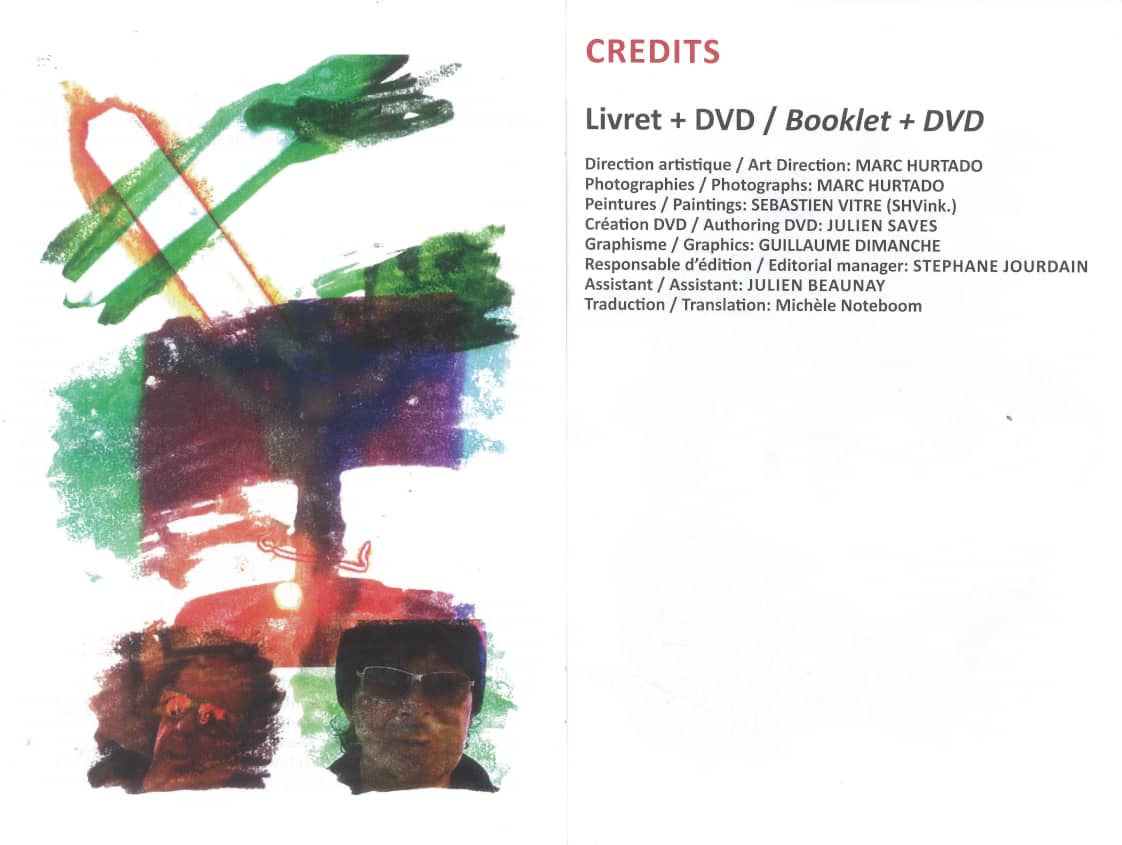 CREDITS
Livret + DVD / Booklet + DVD
Direction artistique / Art Direction: MARC HURTADO
Photographies / Photographs: MARC HURTADO
Peintures / Paintings: SEBASTIEN VITRE (SHVink.)
Création DVD / Authoring DVD: JULIEN SAVES
Graphisme / Graphics: GUILLAUME DIMANCHE
Responsable d'édition / Editorial manager: STEPHANE JOURDAIN
Assistant / Assistant: JULIEN BEAUNAY
Traduction / Translation: Michèle Noteboom